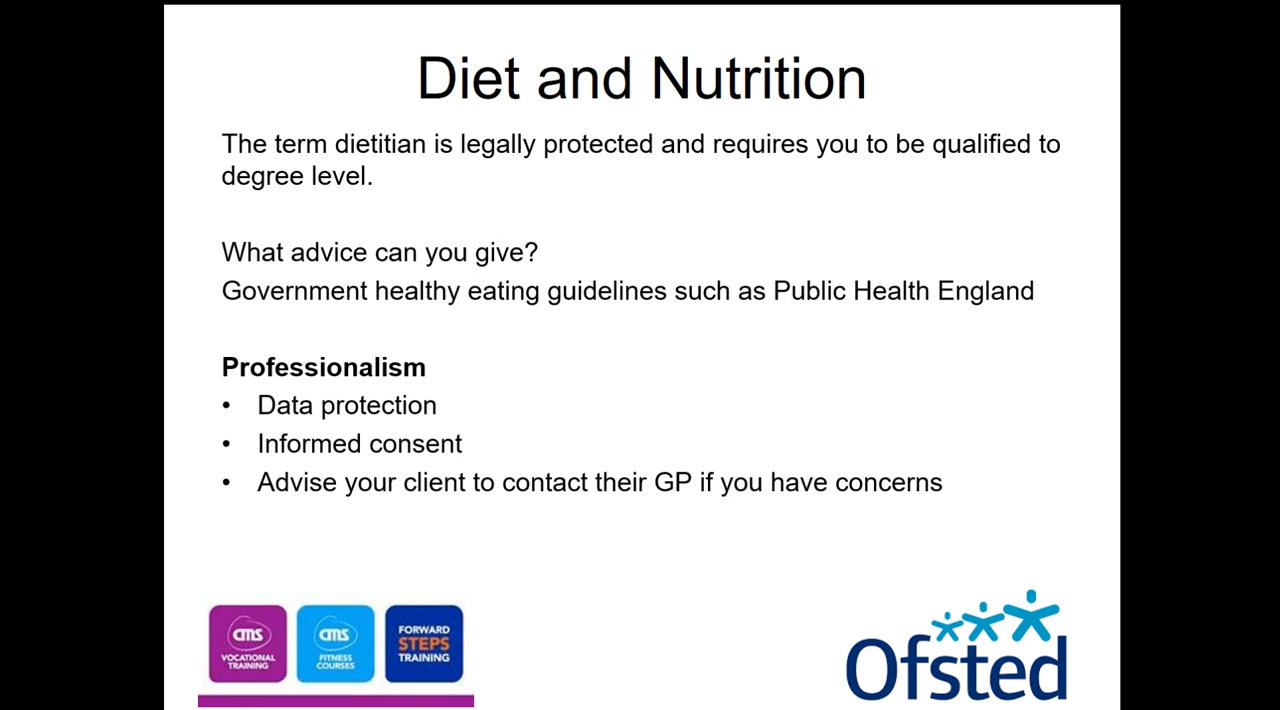 Diet and Nutrition
The term dietitian is legally protected and requires you to be qualified to
degree level.
What advice can you give?
Government healthy eating guidelines such as Public Health England
Professionalism
• Data protection
• Informed consent
• Advise your client to contact their GP if you have concerns
cms
VOCATIONAL
TRAINING
cms
FITNESS
COURSES
FORWARD
STEPS
TRAINING
Ofsted